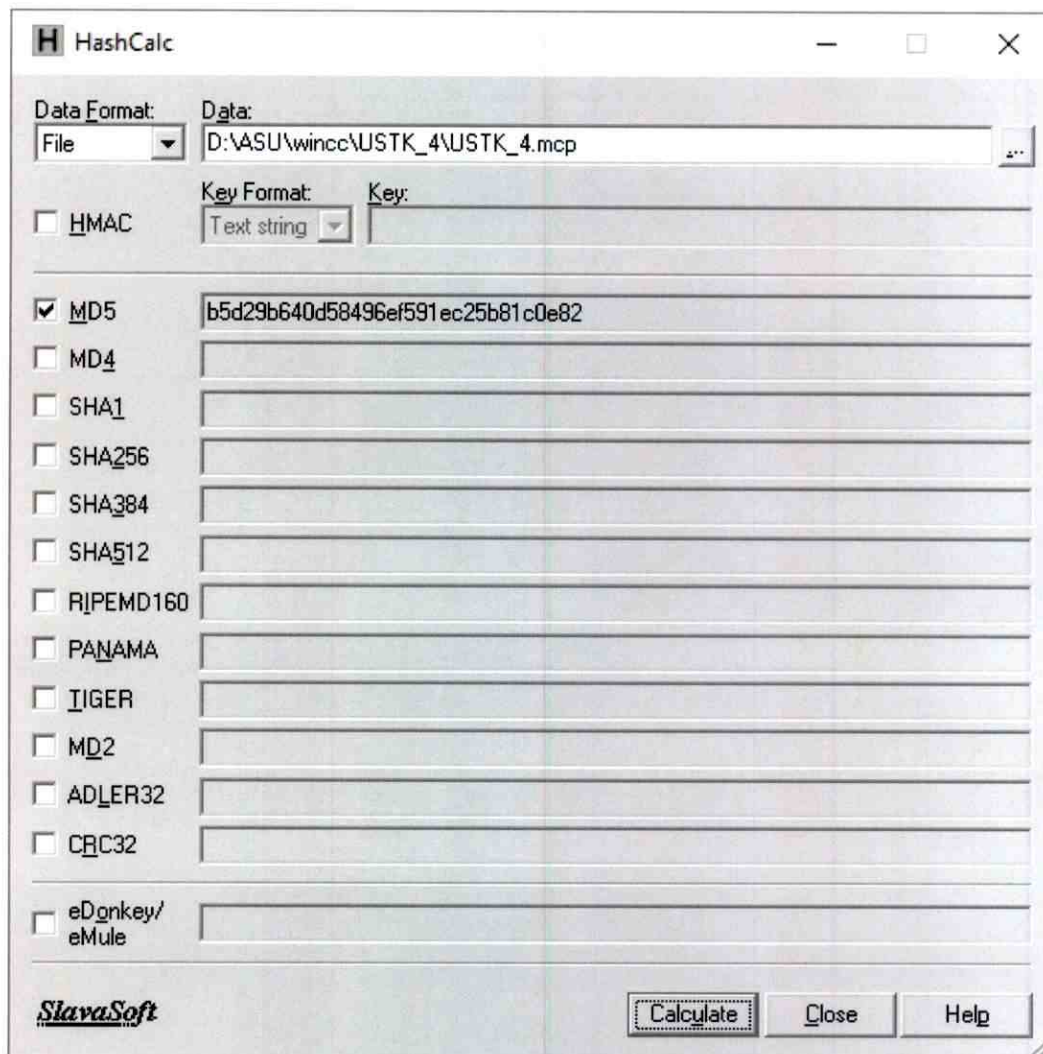 H HashCalc
Data Format: Data:
File D:\ASU\wincc\USTK_4\USTK_4.mcp ...
Key Format: Key:
HMAC Text string
MD5 b5d29b640d58496ef591ec25b81c0e82
MD4
SHA1
SHA256
SHA384
SHA512
RIPEMD160
PANAMA
TIGER
MD2
ADLER32
CRC32
eDonkey/
eMule
SlavaSoft Calculate Close Help